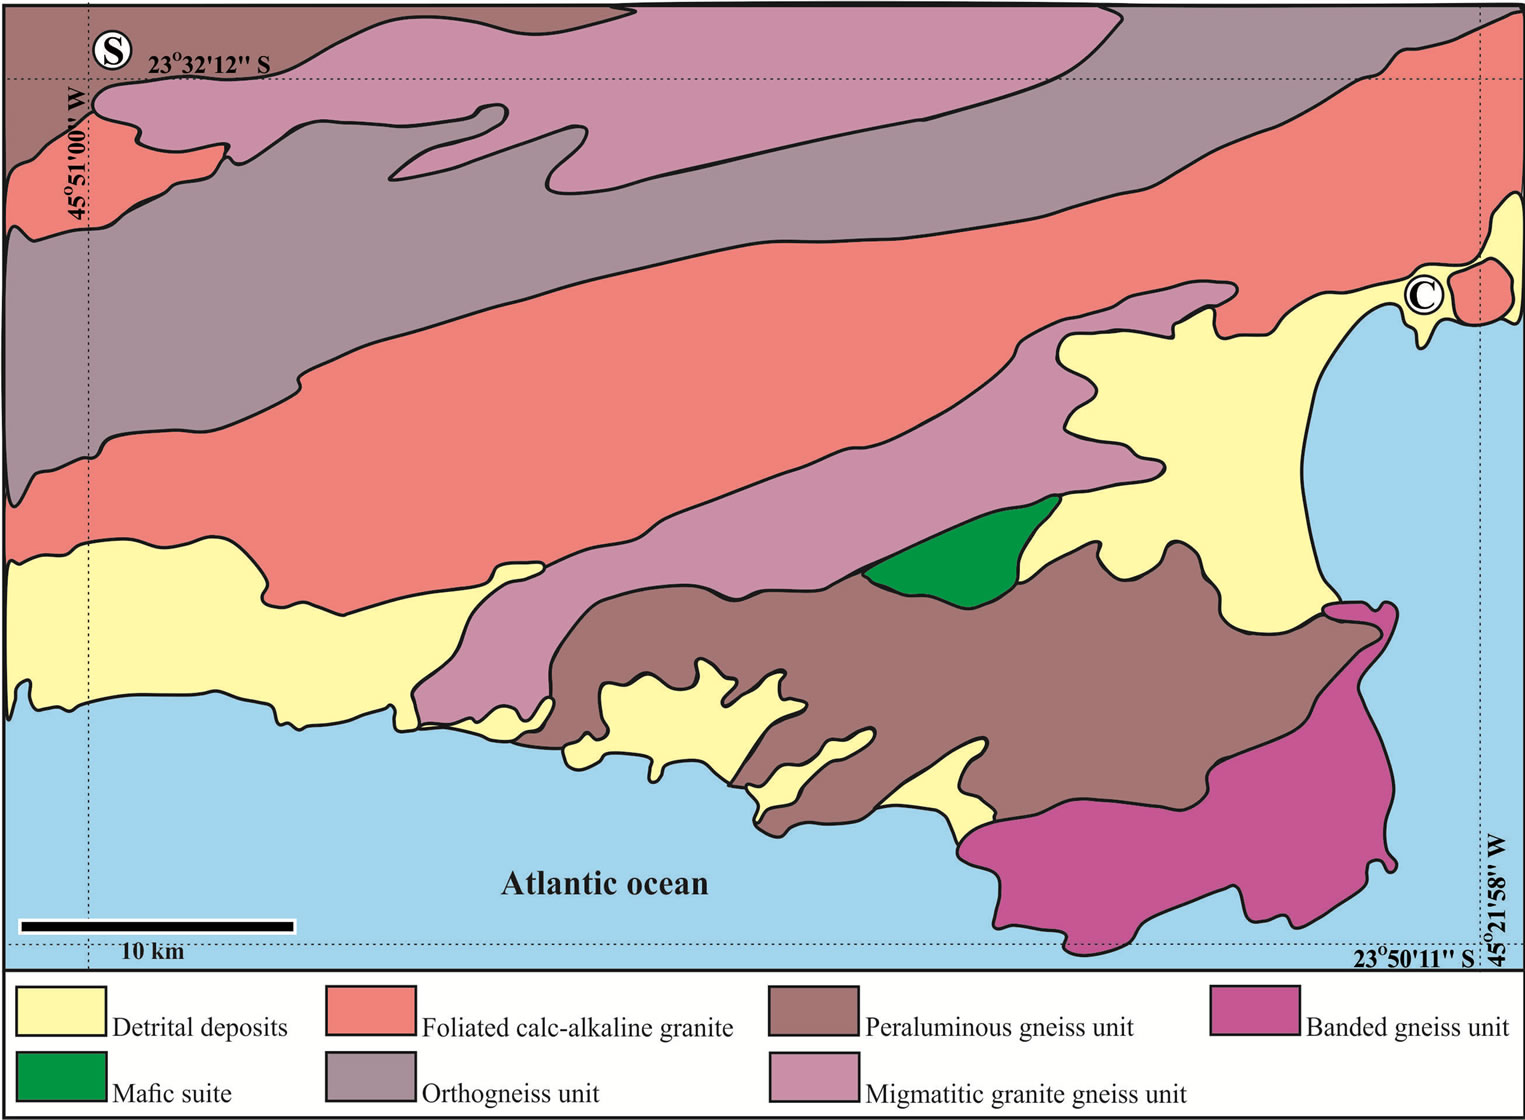 S
23°32'12" S
45°51'00" W
C
Atlantic ocean
10 km
45°21'58" W
23°50'11" S
Detrital deposits
Foliated calc-alkaline granite
Peraluminous gneiss unit
Banded gneiss unit
Mafic suite
Orthogneiss unit
Migmatitic granite gneiss unit